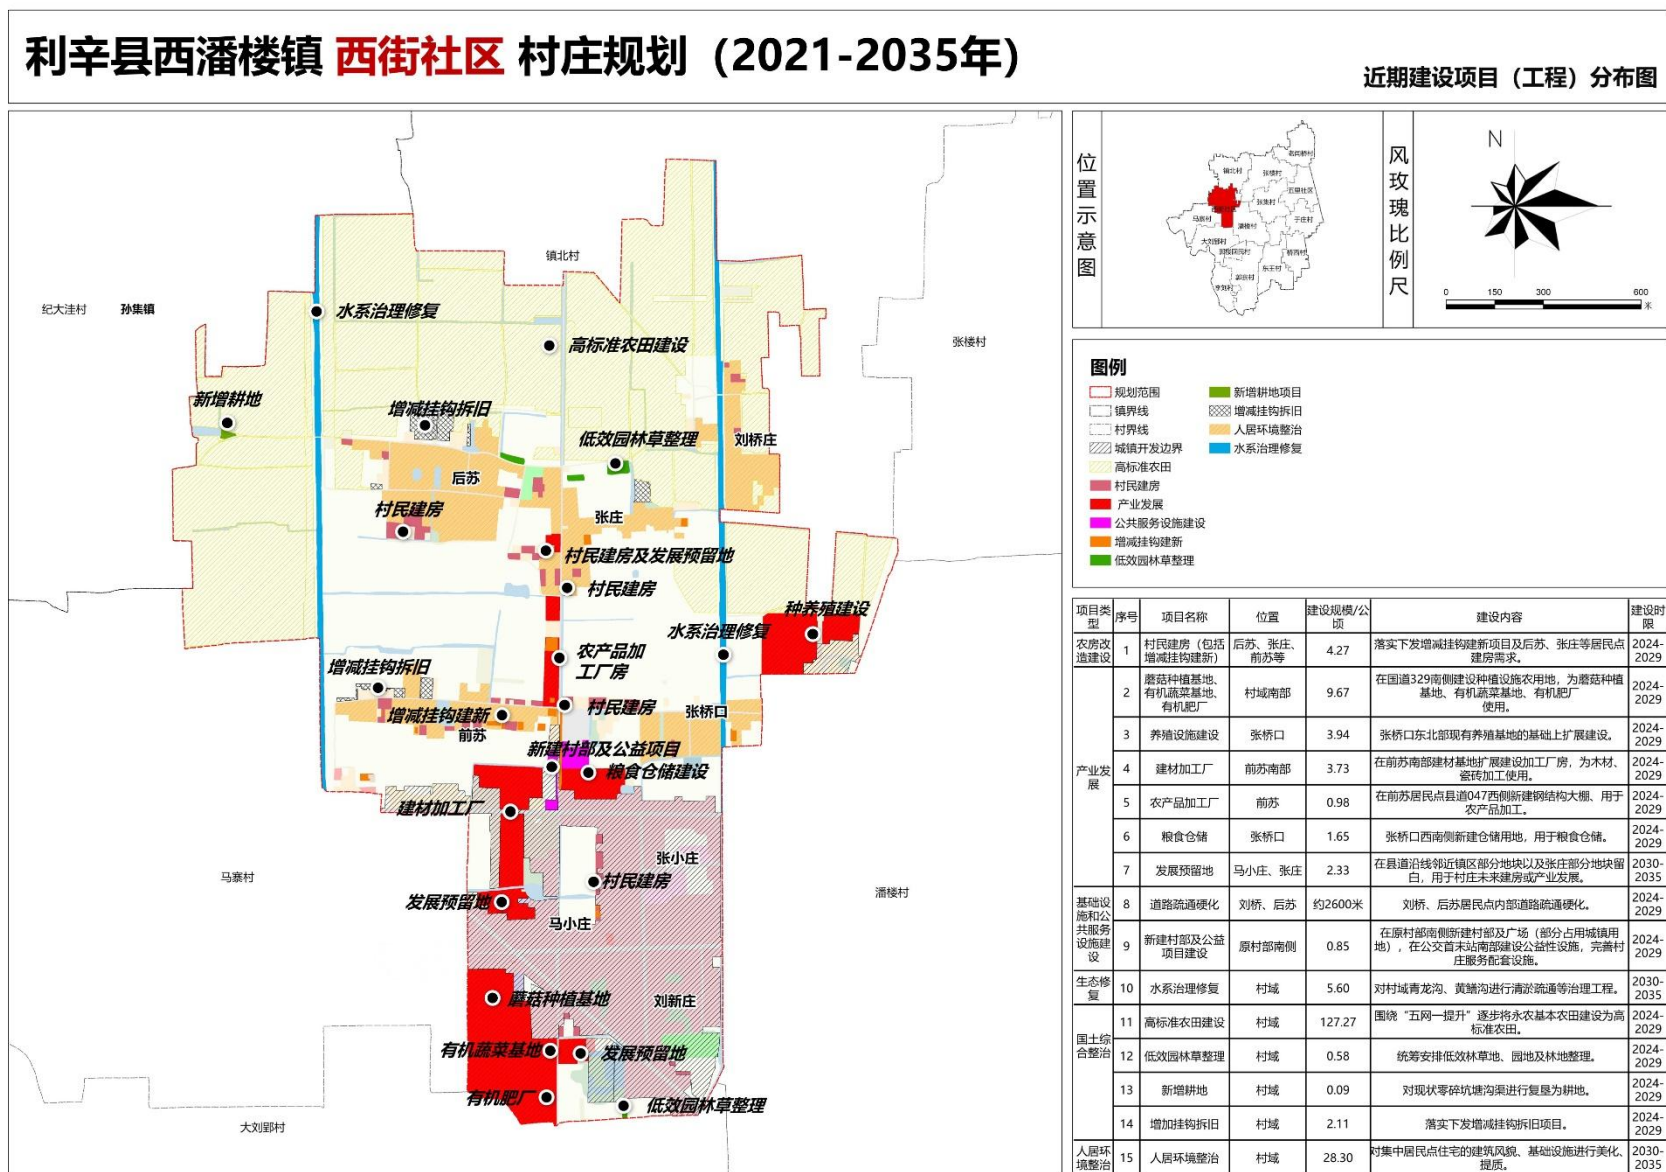 利辛县西潘楼镇 西街社区 村庄规划（2021-2035年）
近期建设项目（工程）分布图
镇北村
纪大洼村
孙集镇
水系治理修复
高标准农田建设
张楼村
新增耕地
增减挂钩拆旧
低效园林草整理
刘桥庄
后苏
村民建房
张庄
村民建房及发展预留地
村民建房
种养殖建设
水系治理修复
农产品加
工厂房
增减挂钩拆旧
村民建房
增减挂钩建新
张桥口
前苏
新建村部及公益项目
粮食仓储建设
建材加工厂
张小庄
马寨村
村民建房
潘楼村
发展预留地
马小庄
蘑菇种植基地
刘新庄
有机蔬菜基地
发展预留地
有机肥厂
低效园林草整理
大刘郢村
位置示意图
镇北村
张楼村
五里社区
张集村
马寨村
潘楼村
于庄村
大刘郢村
东王村
李刘村
风玫瑰比例尺
N
0 150 300 600
米
图例
规划范围
镇界线
村界线
城镇开发边界
高标准农田
村民建房
产业发展
公共服务设施建设
增减挂钩建新
低效园林草整理
新增耕地项目
增减挂钩拆旧
人居环境整治
水系治理修复
项目类型 序号 项目名称 位置 建设规模/公顷 建设内容 建设时限
农房改造建设 1 村民建房（包括增减挂钩建新） 后苏、张庄、前苏等 4.27 落实下发增减挂钩建新项目及后苏、张庄等居民点建房需求。 2024-2029
产业发展 2 蘑菇种植基地、有机蔬菜基地、有机肥厂 村域南部 9.67 在国道329南侧建设种植设施农用地，为蘑菇种植基地、有机蔬菜基地、有机肥厂使用。 2024-2029
3 养殖设施建设 张桥口 3.94 张桥口东北部现有养殖基地的基础上扩展建设。 2024-2029
4 建材加工厂 前苏南部 3.73 在前苏南部建材基地扩展建设加工厂房，为木材、瓷砖加工使用。 2024-2029
5 农产品加工厂 前苏 0.98 在前苏居民点县道047西侧新建钢结构大棚、用于农产品加工。 2024-2029
6 粮食仓储 张桥口 1.65 张桥口西南侧新建仓储用地，用于粮食仓储。 2024-2029
7 发展预留地 马小庄、张庄 2.33 在县道沿线邻近镇区部分地块以及张庄部分地块留白，用于村庄未来建房或产业发展。 2030-2035
基础设施和公共服务设施建设 8 道路疏通硬化 刘桥、后苏 约2600米 刘桥、后苏居民点内部道路疏通硬化。 2024-2029
9 新建村部及公益项目建设 原村部南侧 0.85 在原村部南侧新建村部及广场（部分占用城镇用地），在公交首末站南部建设公益性设施，完善村庄服务配套设施。 2024-2029
生态修复 10 水系治理修复 村域 5.60 对村域青龙沟、黄鳝沟进行清淤疏通等治理工程。 2030-2035
国土综合整治 11 高标准农田建设 村域 127.27 围绕“五网一提升”逐步将永农基本农田建设为高标准农田。 2024-2029
12 低效园林草整理 村域 0.58 统筹安排低效林草地、园地及林地整理。 2024-2029
13 新增耕地 村域 0.09 对现状零碎坑塘沟渠进行复垦为耕地。 2024-2029
14 增加挂钩拆旧 村域 2.11 落实下发增减挂钩拆旧项目。 2024-2029
人居环境整治 15 人居环境整治 村域 28.30 对集中居民点住宅的建筑风貌、基础设施进行美化、提质。 2030-2035